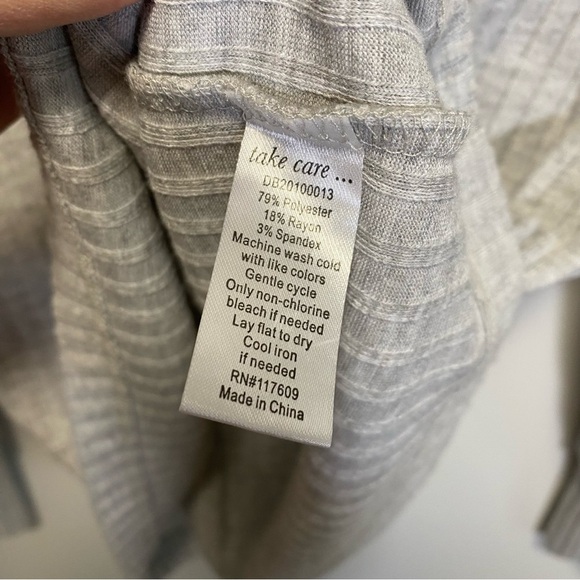 take care ...
DB20100013
79% Polyester
18% Rayon
3% Spandex
Machine wash cold
with like colors
Gentle cycle
Only non-chlorine
bleach if needed
Lay flat to dry
Cool iron
if needed
RN#117609
Made in China